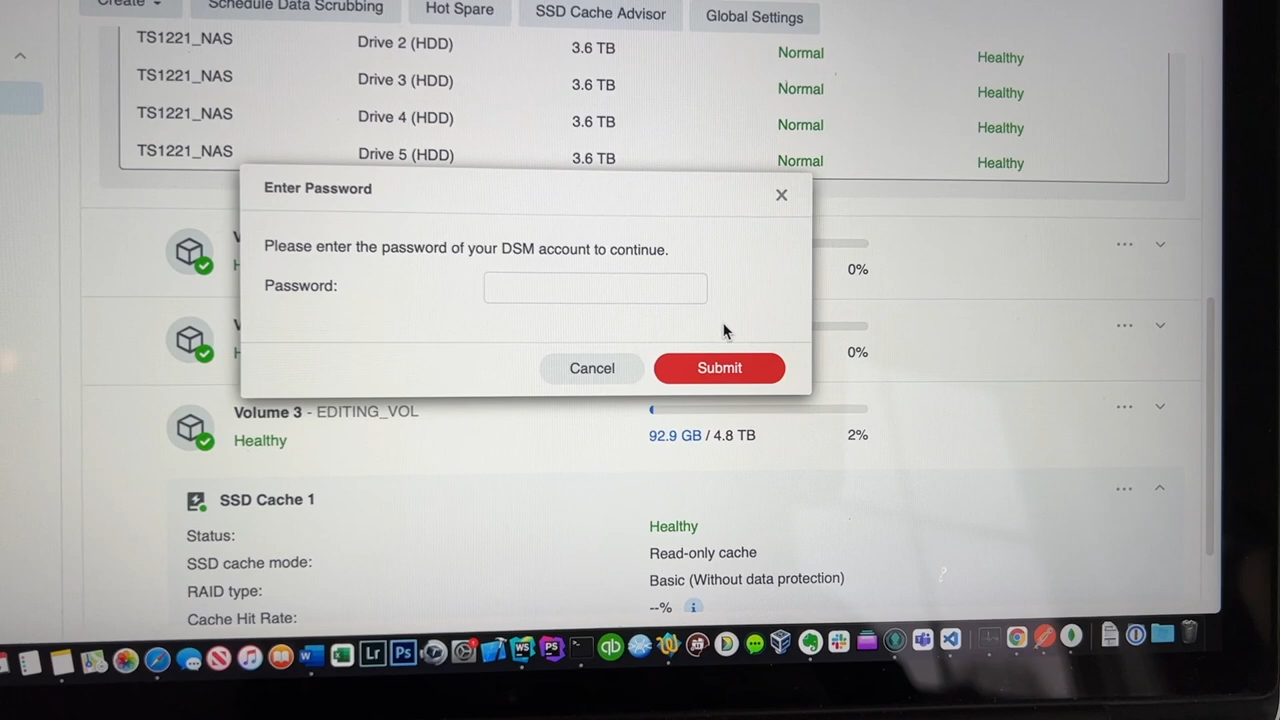 Create
Schedule Data Scrubbing
Hot Spare
SSD Cache Advisor
Global Settings
TS1221_NAS Drive 2 (HDD) 3.6 TB Normal Healthy
TS1221_NAS Drive 3 (HDD) 3.6 TB Normal Healthy
TS1221_NAS Drive 4 (HDD) 3.6 TB Normal Healthy
TS1221_NAS Drive 5 (HDD) 3.6 TB Normal Healthy
Enter Password
X
Please enter the password of your DSM account to continue.
Password:
Cancel
Submit
0%
0%
Volume 3 - EDITING_VOL
Healthy
92.9 GB / 4.8 TB 2%
SSD Cache 1
Status: Healthy
SSD cache mode: Read-only cache
RAID type: Basic (Without data protection)
Cache Hit Rate: --% i
W Lr Ps WS PS qb